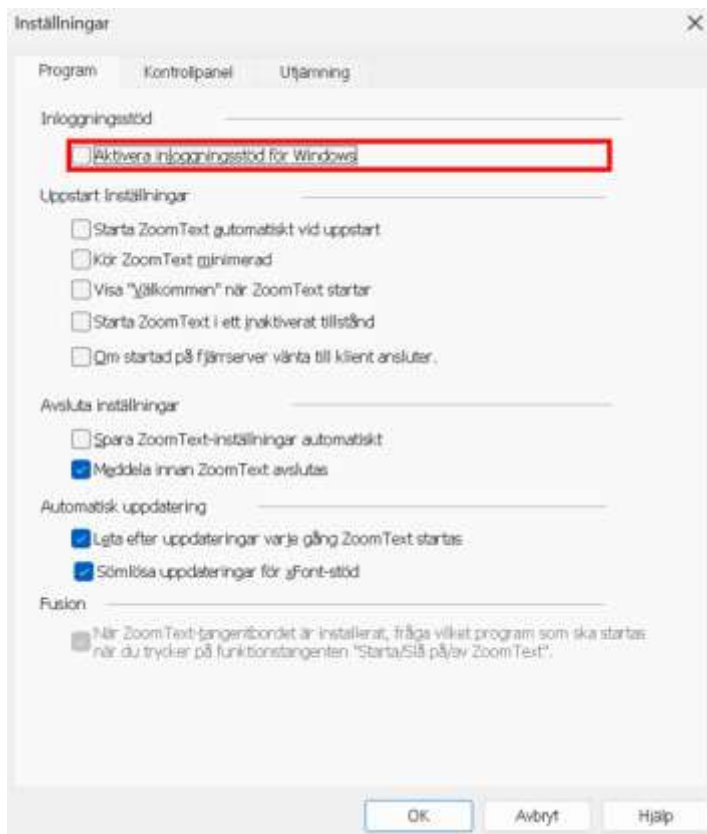 Inställningar
Program Kontrollpanel Utjämning
Inloggningsstöd
Aktivera inloggningsstöd för Windows
Uppstart inställningar
Starta ZoomText automatiskt vid uppstart
Kör ZoomText minimerad
Visa "Välkommen" när ZoomText startar
Starta ZoomText i ett inaktiverat tillstånd
Om startad på fjärrserver vänta till klient ansluter.
Avsluta inställningar
Spara ZoomText-inställningar automatiskt
Meddela innan ZoomText avslutas
Automatisk uppdatering
Leta efter uppdateringar varje gång ZoomText startas
Sömlösa uppdateringar för xFont-stöd
Fusion
När ZoomText-tangentbordet är installerat, fråga vilket program som ska startas
när du trycker på funktionstangenten "Starta/Slå på/av ZoomText".
OK Avbryt Hjälp